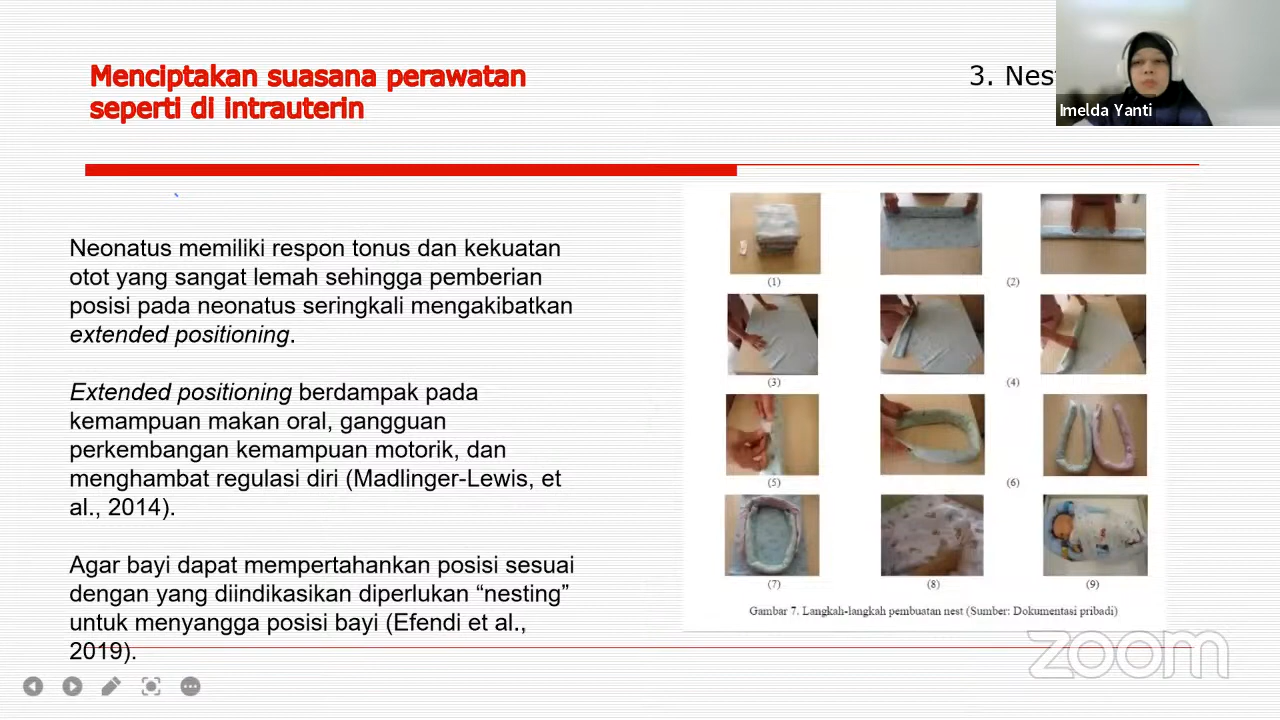 Menciptakan suasana perawatan
seperti di intrauterin
3. Nes
Imelda Yanti
Neonatus memiliki respon tonus dan kekuatan
otot yang sangat lemah sehingga pemberian
posisi pada neonatus seringkali mengakibatkan
extended positioning.
Extended positioning berdampak pada
kemampuan makan oral, gangguan
perkembangan kemampuan motorik, dan
menghambat regulasi diri (Madlinger-Lewis, et
al., 2014).
Agar bayi dapat mempertahankan posisi sesuai
dengan yang diindikasikan diperlukan “nesting”
untuk menyangga posisi bayi (Efendi et al.,
2019).
(1) (2)
(3) (4)
(5) (6)
(7) (8) (9)
Gambar 7. Langkah-langkah pembuatan nest (Sumber: Dokumentasi pribadi)
zoom